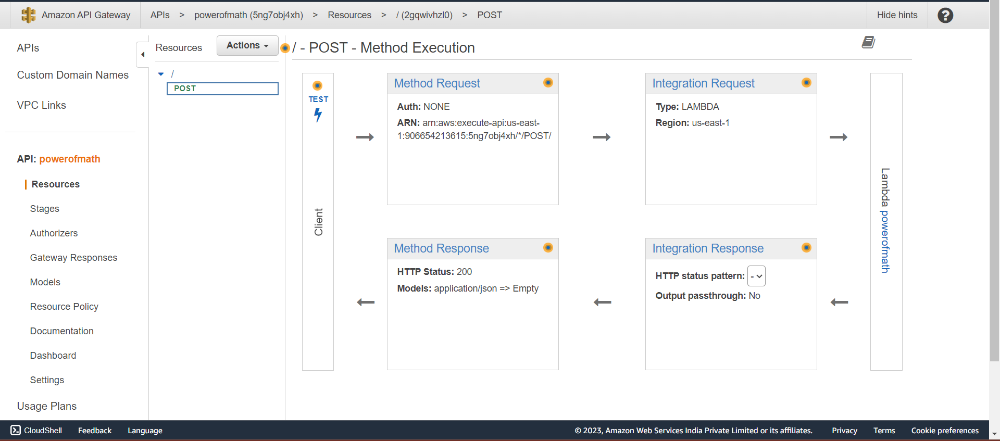 Amazon API Gateway
APIs > powerofmath (5ng7obj4xh) > Resources > / (2gqwivhzl0) > POST
Hide hints
?
APIs
Custom Domain Names
VPC Links
API: powerofmath
Resources
Stages
Authorizers
Gateway Responses
Models
Resource Policy
Documentation
Dashboard
Settings
Usage Plans
Resources
Actions
/
POST
/ - POST - Method Execution
TEST
Client
Method Request
Auth: NONE
ARN: arn:aws:execute-api:us-east-
1:906654213615:5ng7obj4xh/*/POST/
Integration Request
Type: LAMBDA
Region: us-east-1
Lambda powerofmath
Method Response
HTTP Status: 200
Models: application/json => Empty
Integration Response
HTTP status pattern: -
Output passthrough: No
CloudShell
Feedback
Language
© 2023, Amazon Web Services India Private Limited or its affiliates.
Privacy
Terms
Cookie preferences